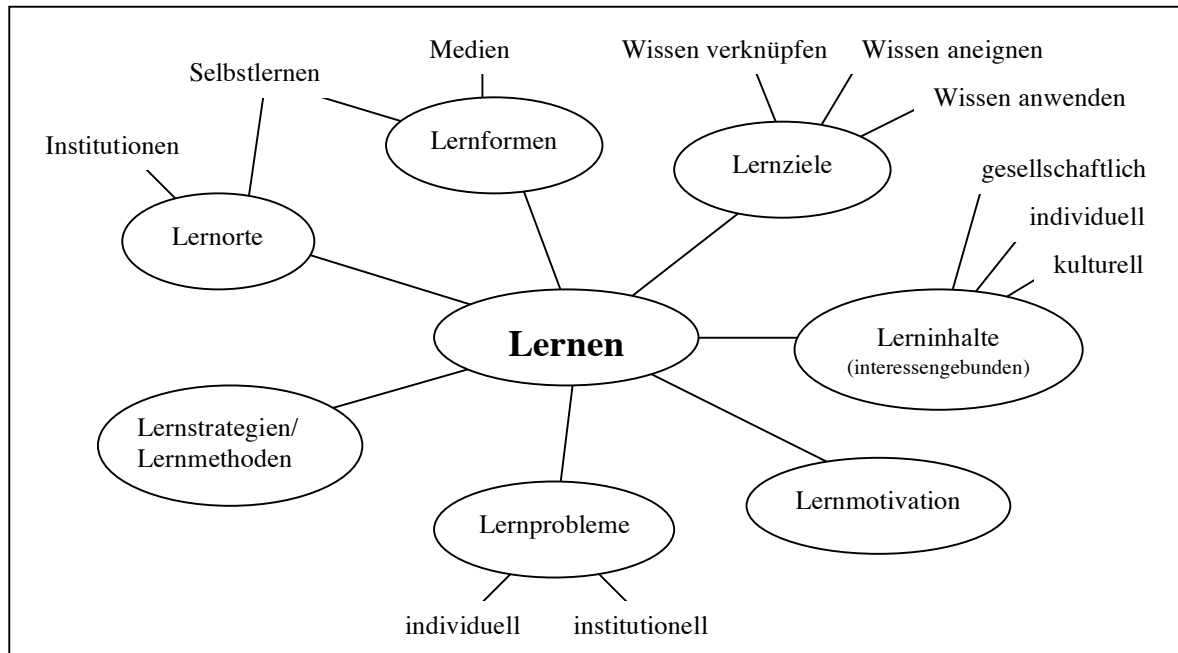 Medien
Wissen verknüpfen
Wissen aneignen
Selbstlernen
Wissen anwenden
Institutionen
Lernformen
Lernziele
gesellschaftlich
individuell
kulturell
Lernorte
Lernen
Lerninhalte
(interessengebunden)
Lernstrategien/
Lernmethoden
Lernprobleme
Lernmotivation
individuell
institutionell